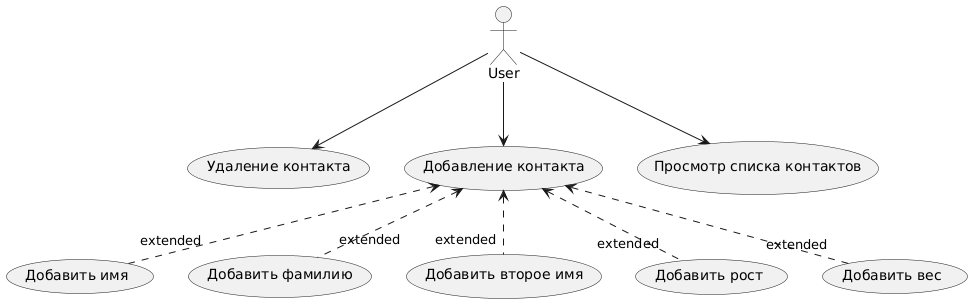 User
Удаление контакта
Добавление контакта
Просмотр списка контактов
extended
extended
extended
extended
extended
Добавить имя
Добавить фамилию
Добавить второе имя
Добавить рост
Добавить вес